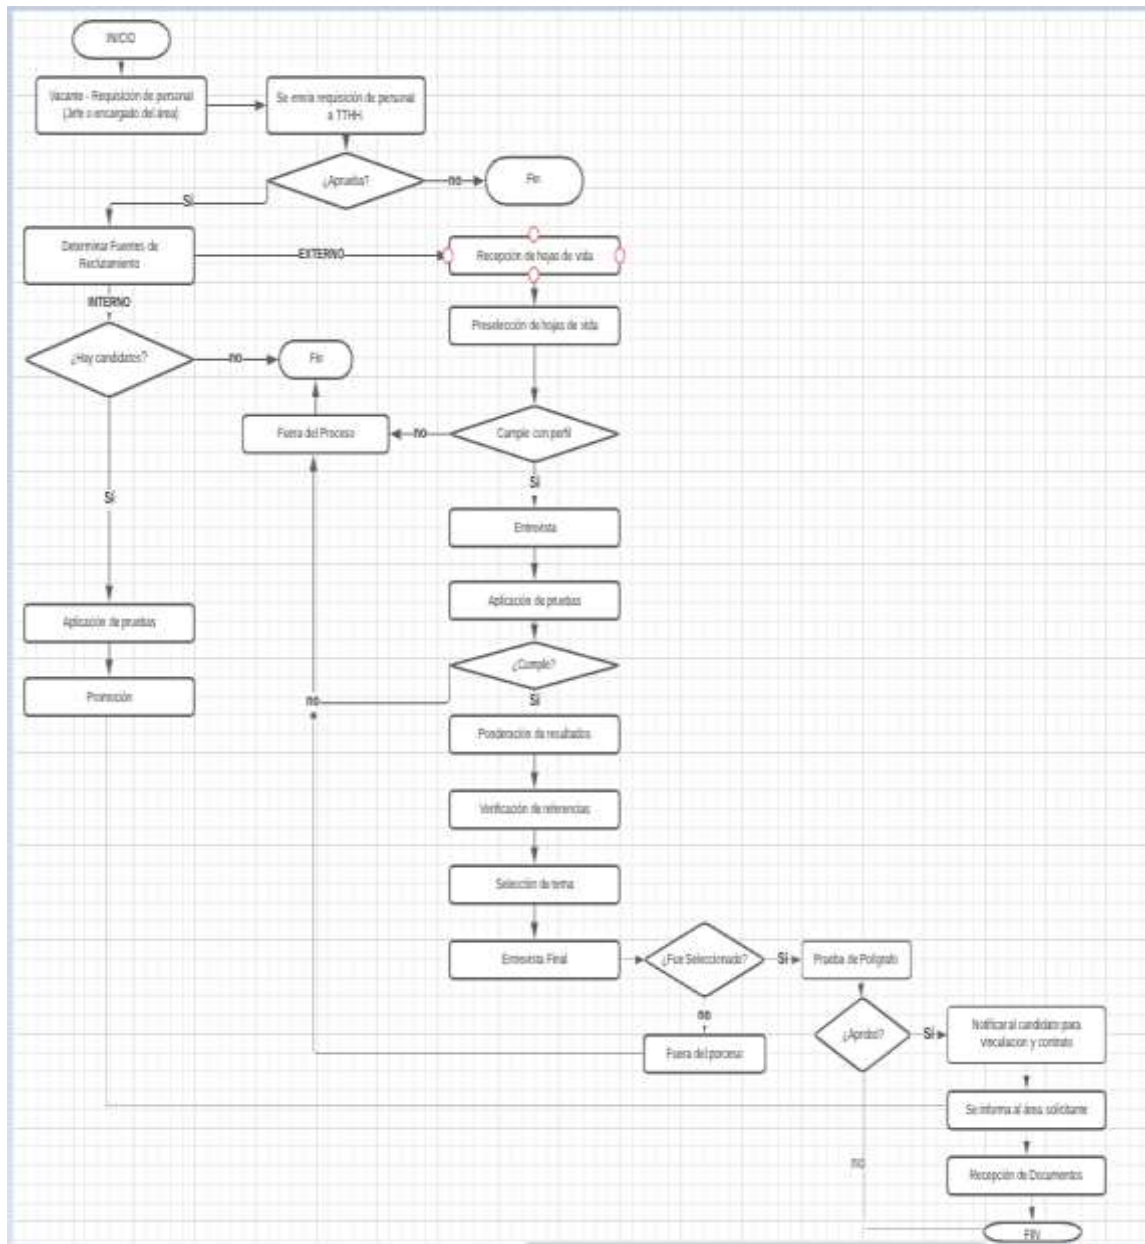 INICIO
Vacante - Requisición de personal
(Jefe o encargado del área)
Se envía requisición de personal
a TTHH
¿Aprueba?
no
Fin
Sí
Determinar Fuentes de
Reclutamiento
EXTERNO
Recepción de hojas de vida
INTERNO
Preselección de hojas de vida
¿Hay candidatos?
no
Fin
Fuera del Proceso
no
Cumple con perfil
Sí
Sí
Entrevista
Aplicación de pruebas
Aplicación de pruebas
¿Cumple?
Promoción
no
Sí
Ponderación de resultados
Verificación de referencias
Selección de terna
Entrevista Final
¿Fue Seleccionado?
Sí
Prueba de Polígrafo
no
Fuera del porceso
¿Aprobó?
Sí
Notificar al candidato para
vinculacion y contrato
Se informa al área solicitante
no
Recepción de Documentos
FIN